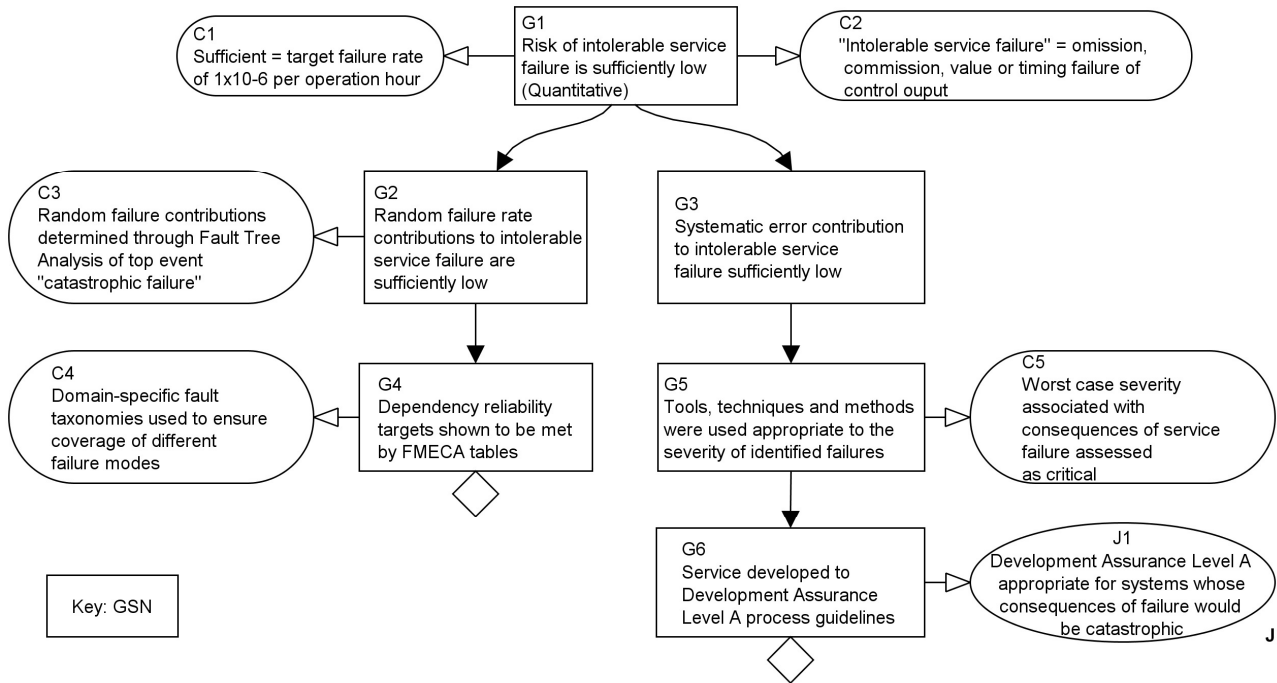 C1
Sufficient = target failure rate
of 1x10-6 per operation hour
G1
Risk of intolerable service
failure is sufficiently low
(Quantitative)
C2
"Intolerable service failure" = omission,
commission, value or timing failure of
control ouput
C3
Random failure contributions
determined through Fault Tree
Analysis of top event
"catastrophic failure"
G2
Random failure rate
contributions to intolerable
service failure are
sufficiently low
G3
Systematic error contribution
to intolerable service
failure sufficiently low
C4
Domain-specific fault
taxonomies used to ensure
coverage of different
failure modes
G4
Dependency reliability
targets shown to be met
by FMECA tables
G5
Tools, techniques and methods
were used appropriate to the
severity of identified failures
C5
Worst case severity
associated with
consequences of service
failure assessed
as critical
G6
Service developed to
Development Assurance
Level A process guidelines
J1
Development Assurance Level A
appropriate for systems whose
consequences of failure would
be catastrophic
J
Key: GSN